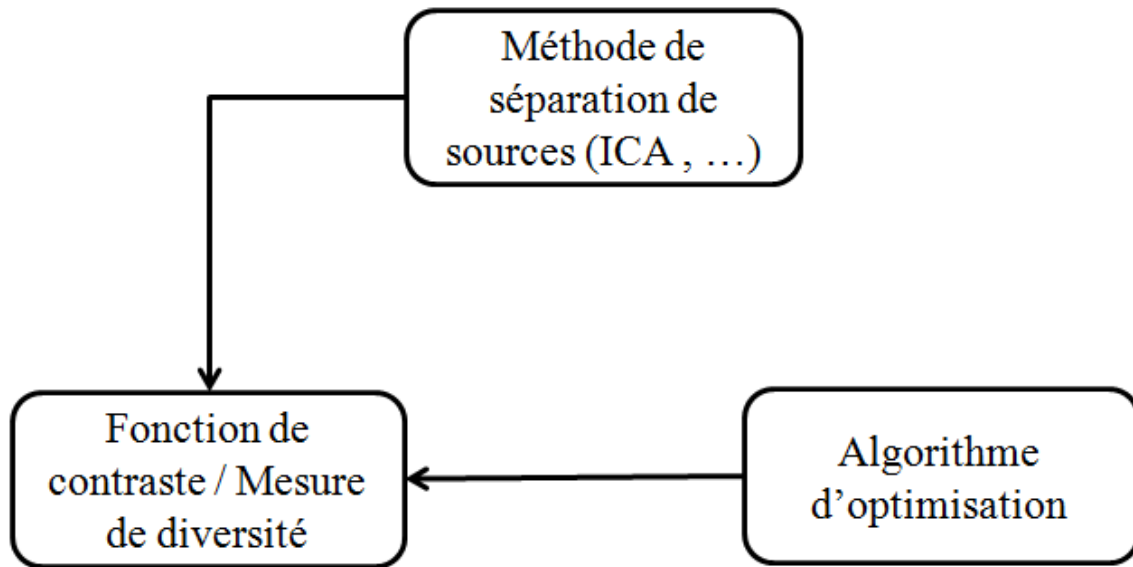 Méthode de
séparation de
sources (ICA , …)
Fonction de
contraste / Mesure
de diversité
Algorithme
d’optimisation